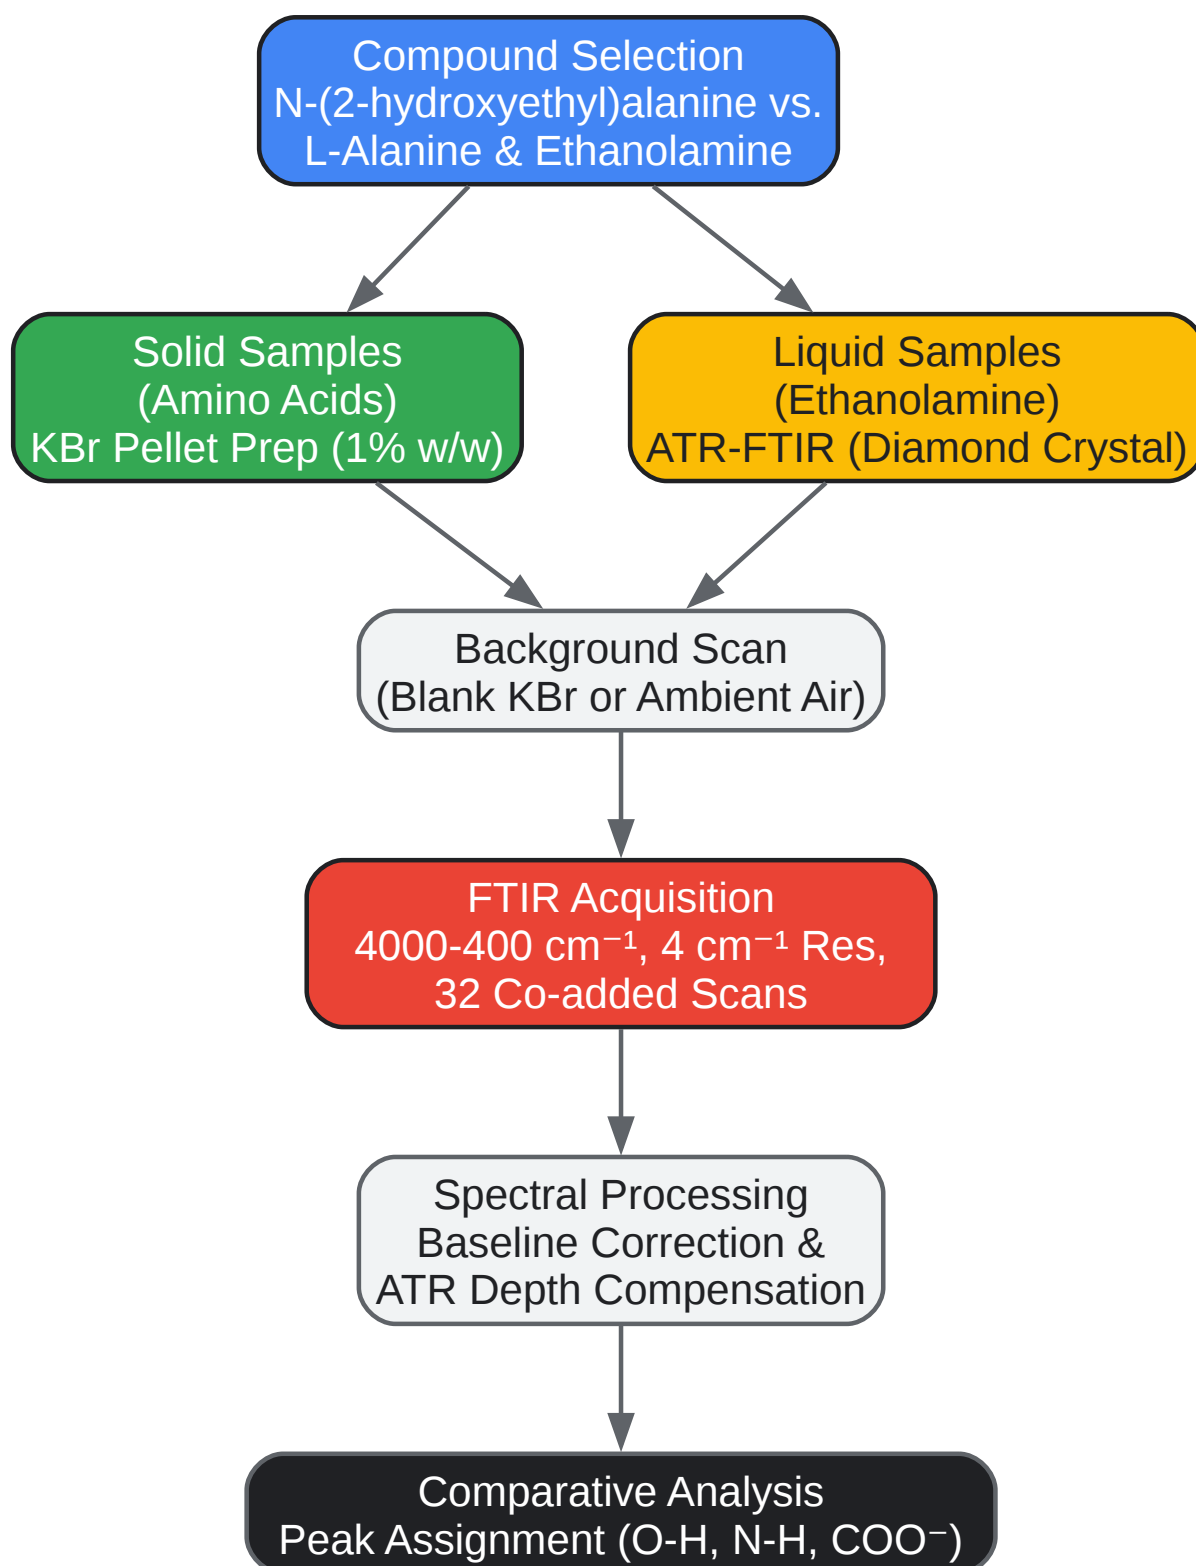 Compound Selection
N-(2-hydroxyethyl)alanine vs.
L-Alanine & Ethanolamine
Solid Samples
(Amino Acids)
KBr Pellet Prep (1% w/w)
Liquid Samples
(Ethanolamine)
ATR-FTIR (Diamond Crystal)
Background Scan
(Blank KBr or Ambient Air)
FTIR Acquisition
4000-400 cm⁻¹, 4 cm⁻¹ Res,
32 Co-added Scans
Spectral Processing
Baseline Correction &
ATR Depth Compensation
Comparative Analysis
Peak Assignment (O-H, N-H, COO⁻)